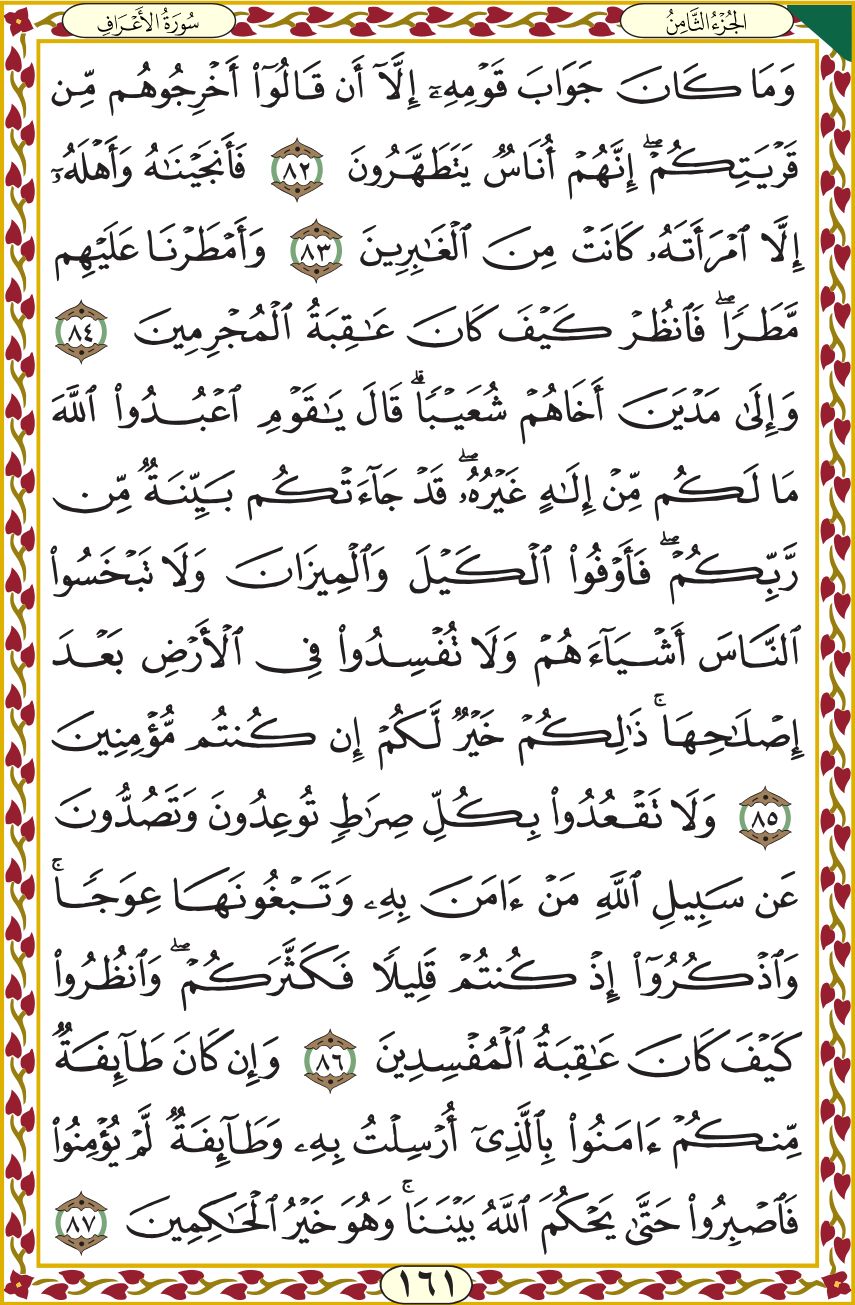 الجُزْءُ الثَّامِنُ
سُورَةُ الأَعْرَافِ
وَمَا كَانَ جَوَابَ قَوْمِهِۦٓ إِلَّآ أَن قَالُوٓا۟ أَخْرِجُوهُم مِّن
قَرْيَتِكُمْ ۖ إِنَّهُمْ أُنَاسٌ يَتَطَهَّرُونَ ٨٢ فَأَنجَيْنَـٰهُ وَأَهْلَهُۥٓ
إِلَّا ٱمْرَأَتَهُۥ كَانَتْ مِنَ ٱلْغَـٰبِرِينَ ٨٣ وَأَمْطَرْنَا عَلَيْهِم
مَّطَرًا ۖ فَٱنظُرْ كَيْفَ كَانَ عَـٰقِبَةُ ٱلْمُجْرِمِينَ ٨٤
وَإِلَىٰ مَدْيَنَ أَخَاهُمْ شُعَيْبًا ۗ قَالَ يَـٰقَوْمِ ٱعْبُدُوا۟ ٱللَّهَ
مَا لَكُم مِّنْ إِلَـٰهٍ غَيْرُهُۥ ۖ قَدْ جَآءَتْكُم بَيِّنَةٌ مِّن
رَّبِّكُمْ ۖ فَأَوْفُوا۟ ٱلْكَيْلَ وَٱلْمِيزَانَ وَلَا تَبْخَسُوا۟
ٱلنَّاسَ أَشْيَآءَهُمْ وَلَا تُفْسِدُوا۟ فِى ٱلْأَرْضِ بَعْدَ
إِصْلَـٰحِهَا ۚ ذَٰلِكُمْ خَيْرٌ لَّكُمْ إِن كُنتُم مُّؤْمِنِينَ
٨٥ وَلَا تَقْعُدُوا۟ بِكُلِّ صِرَٰطٍ تُوعِدُونَ وَتَصُدُّونَ
عَن سَبِيلِ ٱللَّهِ مَنْ ءَامَنَ بِهِۦ وَتَبْغُونَهَا عِوَجًا ۚ
وَٱذْكُرُوٓا۟ إِذْ كُنتُمْ قَلِيلًا فَكَثَّرَكُمْ ۖ وَٱنظُرُوا۟
كَيْفَ كَانَ عَـٰقِبَةُ ٱلْمُفْسِدِينَ ٨٦ وَإِن كَانَ طَآئِفَةٌ
مِّنكُمْ ءَامَنُوا۟ بِٱلَّذِىٓ أُرْسِلْتُ بِهِۦ وَطَآئِفَةٌ لَّمْ يُؤْمِنُوا۟
فَٱصْبِرُوا۟ حَتَّىٰ يَحْكُمَ ٱللَّهُ بَيْنَنَا ۚ وَهُوَ خَيْرُ ٱلْحَـٰكِمِينَ ٨٧
١٦١